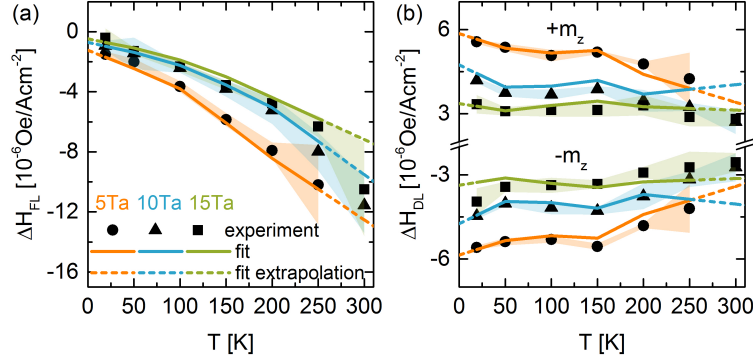 (a)
0
-4
-8
-12
-16
ΔH_FL [10^-6 Oe/Acm^-2]
5Ta 10Ta 15Ta
experiment
fit
fit extrapolation
0 50 100 150 200 250 300
T [K]
(b)
6
3
-3
-6
ΔH_DL [10^-6 Oe/Acm^-2]
+m_z
-m_z
0 50 100 150 200 250 300
T [K]